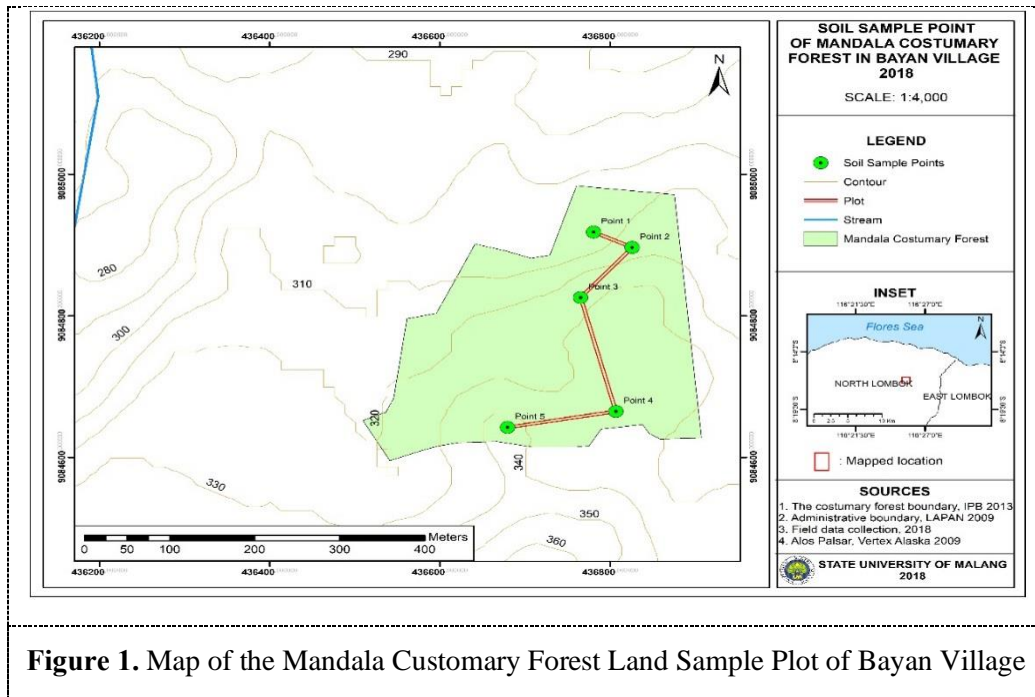 436200
436400
436600
436800
290
N
9085000
9085000
Point 1
Point 2
280
310
Point 3
9084800
9084800
300
320
Point 4
Point 5
9084600
9084600
330
340
350
360
Meters
0 50 100 200 300 400
436200
436400
436600
436800
SOIL SAMPLE POINT
OF MANDALA COSTUMARY
FOREST IN BAYAN VILLAGE
2018
SCALE: 1:4,000
LEGEND
Soil Sample Points
Contour
Plot
Stream
Mandala Costumary Forest
INSET
116°21'30"E 116°27'0"E
Flores Sea
N
NORTH LOMBOK
EAST LOMBOK
0 2.5 5 10 Km
116°21'30"E 116°27'0"E
: Mapped location
SOURCES
1. The costumary forest boundary, IPB 2013
2. Administrative boundary, LAPAN 2009
3. Field data collection, 2018
4. Alos Palsar, Vertex Alaska 2009
STATE UNIVERSITY OF MALANG
2018
Figure 1. Map of the Mandala Customary Forest Land Sample Plot of Bayan Village